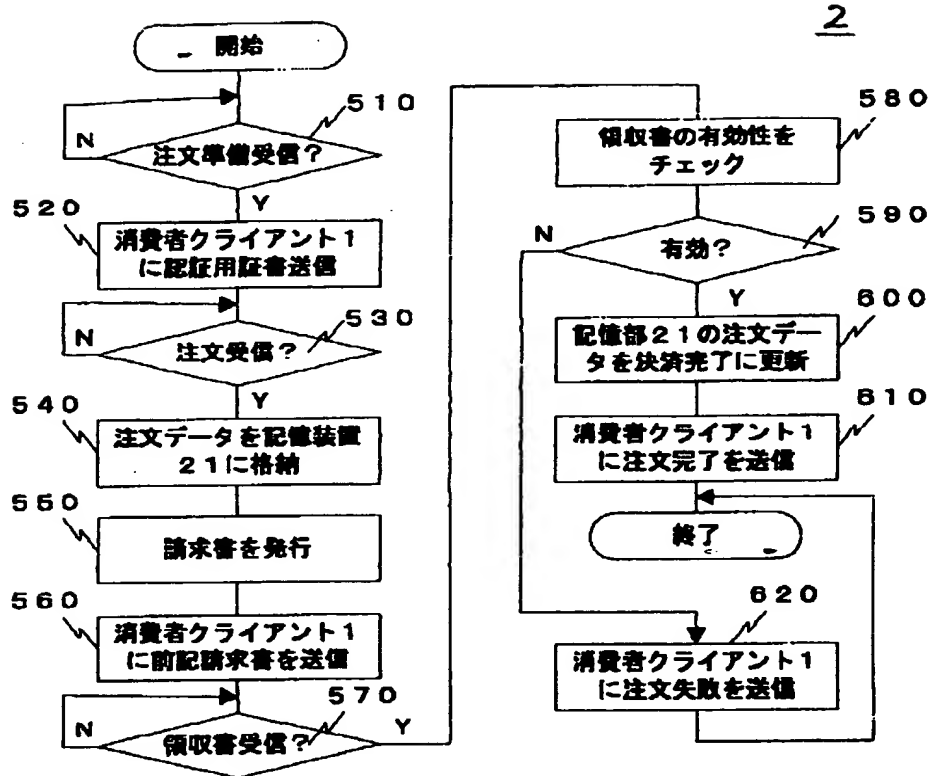 2
開始
510
注文準備受信？
N
Y
520
消費者クライアント1
に認証用証書送信
530
注文受信？
N
Y
540
注文データを記憶装置
21に格納
550
請求書を発行
560
消費者クライアント1
に前記請求書を送信
570
領収書受信？
N
Y
580
領収書の有効性を
チェック
590
有効？
N
Y
600
記憶部21の注文デー
タを決済完了に更新
610
消費者クライアント1
に注文完了を送信
終了
620
消費者クライアント1
に注文失敗を送信